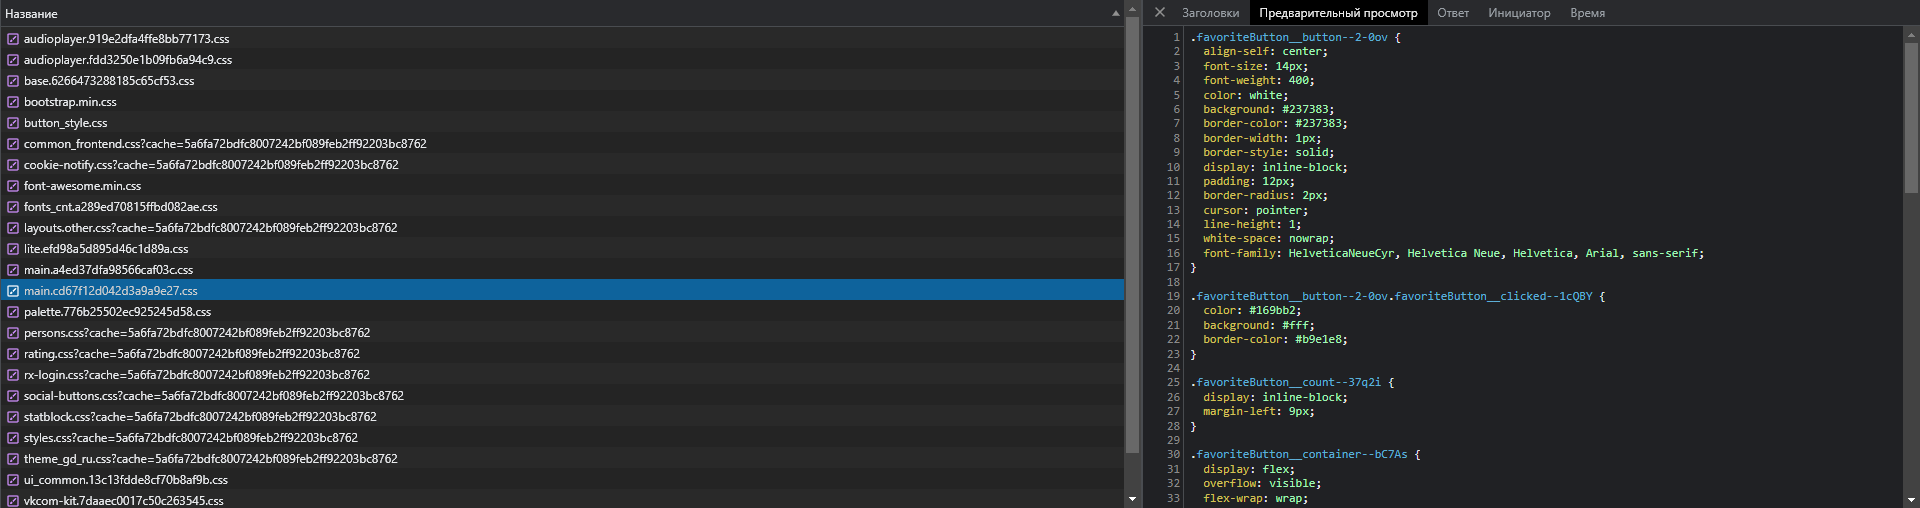 Название
audioplayer.919e2dfa4ffe8bb77173.css
audioplayer.fdd3250e1b09fb6a94c9.css
base.6266473288185c65cf53.css
bootstrap.min.css
button_style.css
common_frontend.css?cache=5a6fa72bdfc8007242bf089feb2ff92203bc8762
cookie-notify.css?cache=5a6fa72bdfc8007242bf089feb2ff92203bc8762
font-awesome.min.css
fonts_cnt.a289ed70815ffbd082ae.css
layouts.other.css?cache=5a6fa72bdfc8007242bf089feb2ff92203bc8762
lite.efd98a5d895d46c1d89a.css
main.a4ed37dfa98566caf03c.css
main.cd67f12d042d3a9a9e27.css
palette.776b25502ec925245d58.css
persons.css?cache=5a6fa72bdfc8007242bf089feb2ff92203bc8762
rating.css?cache=5a6fa72bdfc8007242bf089feb2ff92203bc8762
rx-login.css?cache=5a6fa72bdfc8007242bf089feb2ff92203bc8762
social-buttons.css?cache=5a6fa72bdfc8007242bf089feb2ff92203bc8762
statblock.css?cache=5a6fa72bdfc8007242bf089feb2ff92203bc8762
styles.css?cache=5a6fa72bdfc8007242bf089feb2ff92203bc8762
theme_gd_ru.css?cache=5a6fa72bdfc8007242bf089feb2ff92203bc8762
ui_common.13c13fdde8cf70b8af9b.css
vkcom-kit.7daaec0017c50c263545.css
Заголовки Предварительный просмотр Ответ Инициатор Время
1 .favoriteButton__button--2-0ov {
2 align-self: center;
3 font-size: 14px;
4 font-weight: 400;
5 color: white;
6 background: #237383;
7 border-color: #237383;
8 border-width: 1px;
9 border-style: solid;
10 display: inline-block;
11 padding: 12px;
12 border-radius: 2px;
13 cursor: pointer;
14 line-height: 1;
15 white-space: nowrap;
16 font-family: HelveticaNeueCyr, Helvetica Neue, Helvetica, Arial, sans-serif;
17 }
18
19 .favoriteButton__button--2-0ov.favoriteButton__clicked--1cQBY {
20 color: #169bb2;
21 background: #fff;
22 border-color: #b9e1e8;
23 }
24
25 .favoriteButton__count--37q2i {
26 display: inline-block;
27 margin-left: 9px;
28 }
29
30 .favoriteButton__container--bC7As {
31 display: flex;
32 overflow: visible;
33 flex-wrap: wrap;